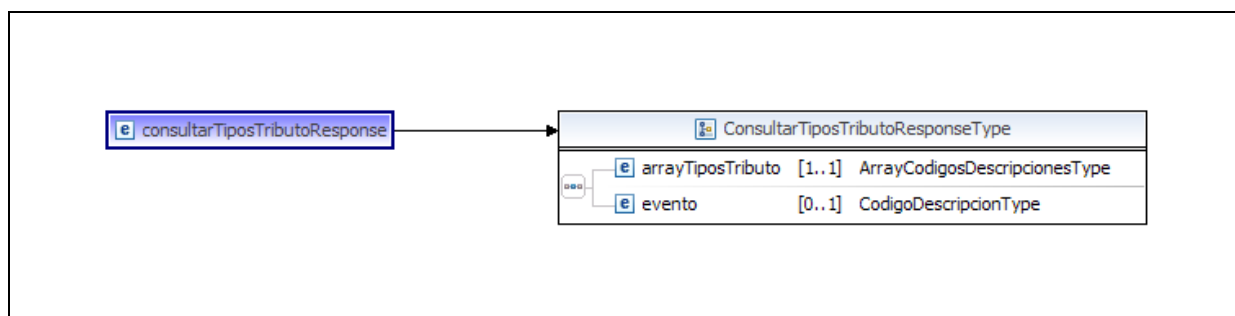 consultarTiposTributoResponse
ConsultarTiposTributoResponseType
arrayTiposTributo [1..1] ArrayCodigosDescripcionesType
evento [0..1] CodigoDescripcionType